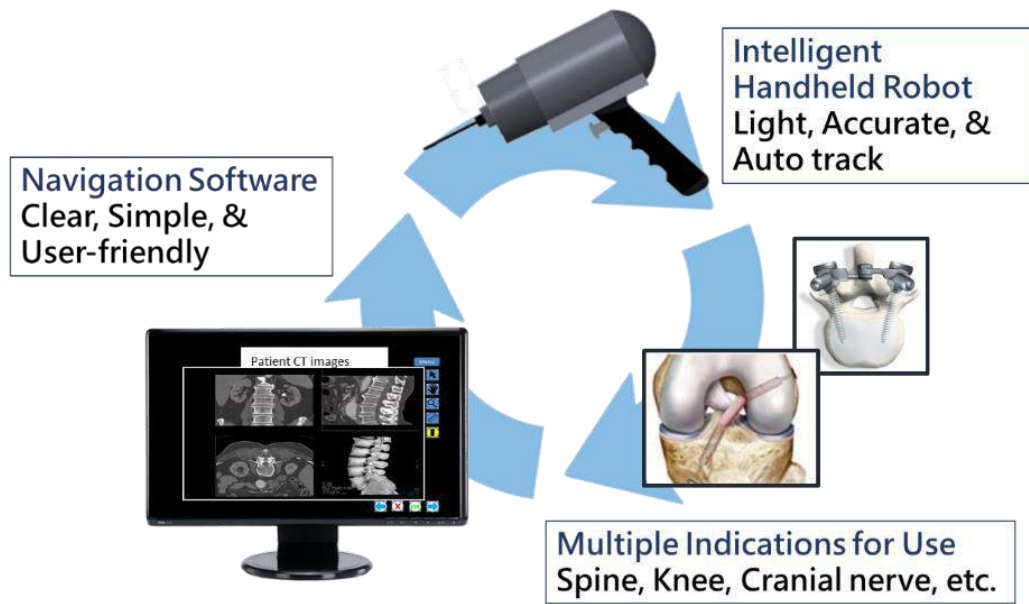 Intelligent
Handheld Robot
Light, Accurate, &
Auto track
Navigation Software
Clear, Simple, &
User-friendly
Patient CT images
Menu
Multiple Indications for Use
Spine, Knee, Cranial nerve, etc.